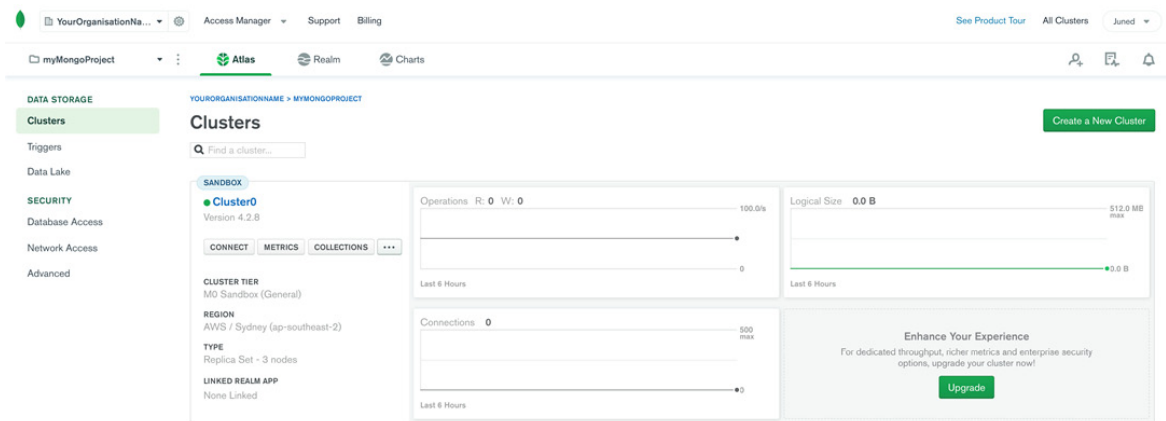 YourOrganisationNa...
Access Manager
Support
Billing
See Product Tour
All Clusters
Juned
myMongoProject
Atlas
Realm
Charts
DATA STORAGE
Clusters
Triggers
Data Lake
SECURITY
Database Access
Network Access
Advanced
YOURORGANISATIONNAME > MYMONGOPROJECT
Clusters
Create a New Cluster
Find a cluster...
SANDBOX
Cluster0
Version 4.2.8
CONNECT
METRICS
COLLECTIONS
...
CLUSTER TIER
M0 Sandbox (General)
REGION
AWS / Sydney (ap-southeast-2)
TYPE
Replica Set - 3 nodes
LINKED REALM APP
None Linked
Operations R: 0 W: 0
100.0/s
0
Last 6 Hours
Logical Size 0.0 B
512.0 MB
max
0.0 B
Last 6 Hours
Connections 0
500
max
0
Last 6 Hours
Enhance Your Experience
For dedicated throughput, richer metrics and enterprise security
options, upgrade your cluster now!
Upgrade